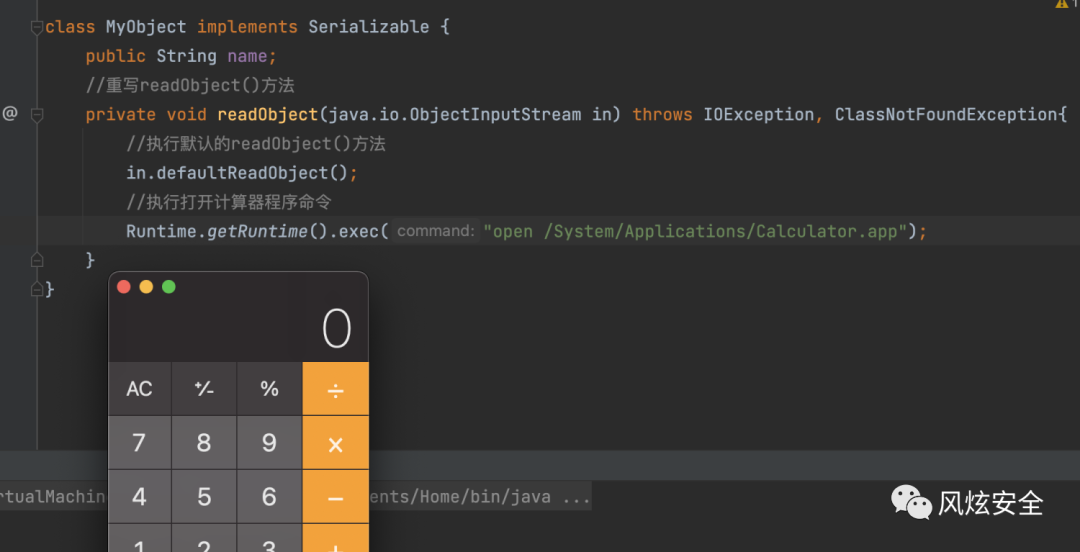 1
class MyObject implements Serializable {
public String name;
//重写readObject()方法
@ private void readObject(java.io.ObjectInputStream in) throws IOException, ClassNotFoundException{
//执行默认的readObject()方法
in.defaultReadObject();
//执行打开计算器程序命令
Runtime.getRuntime().exec( command: "open /System/Applications/Calculator.app");
}
}
0
AC +/- % ÷
7 8 9 ×
4 5 6 −
1 2 3 +
rtualMachin ents/Home/bin/java ...
风炫安全